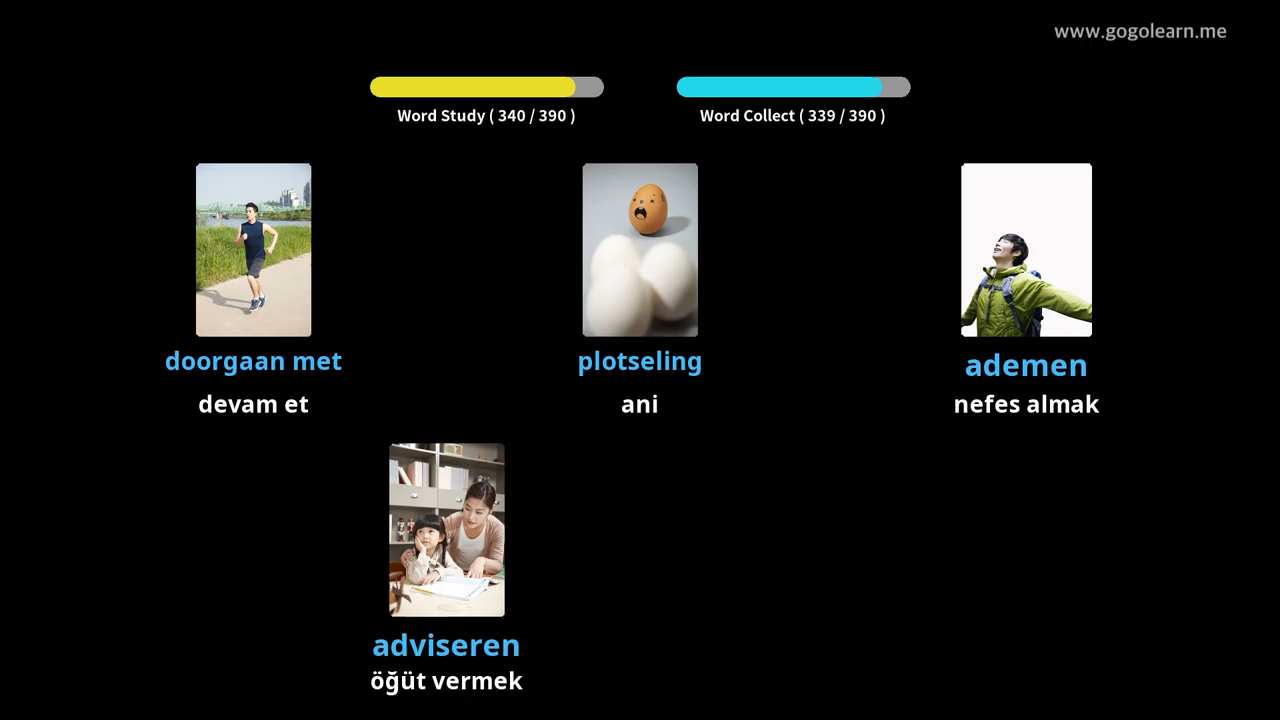 www.gogolearn.me
Word Study ( 340 / 390 )
Word Collect ( 339 / 390 )
doorgaan met
devam et
plotseling
ani
ademen
nefes almak
adviseren
öğüt vermek